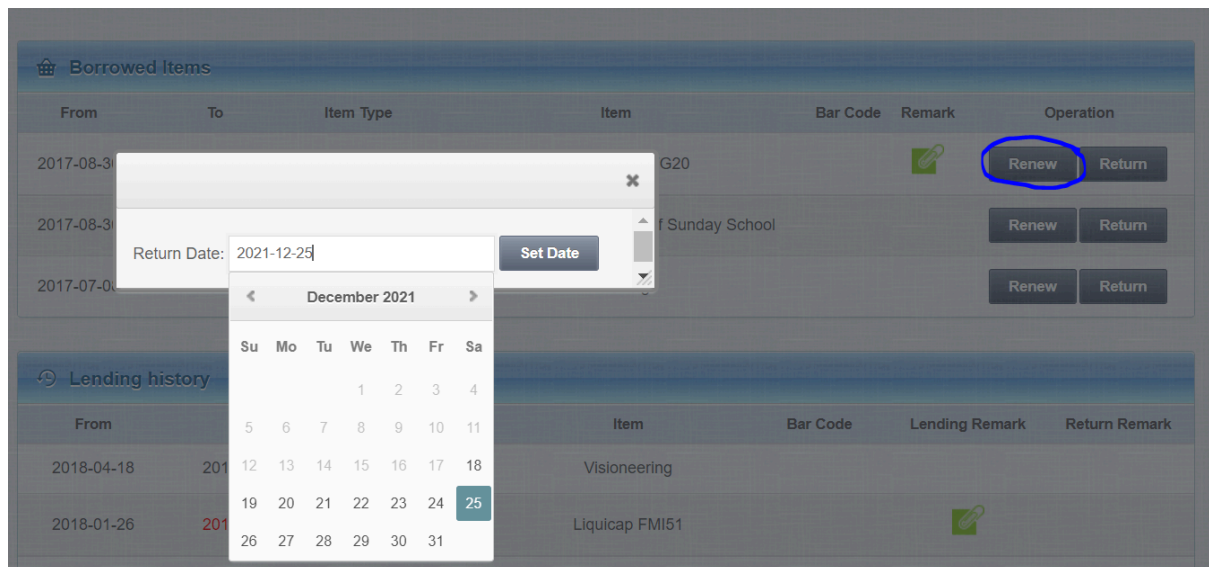 Borrowed Items
From To Item Type Item Bar Code Remark Operation
2017-08-30 G20 Renew Return
2017-08-3 f Sunday School Renew Return
Return Date: 2021-12-25 Set Date
2017-07-0 Renew Return
December 2021
Su Mo Tu We Th Fr Sa
1 2 3 4
5 6 7 8 9 10 11
12 13 14 15 16 17 18
19 20 21 22 23 24 25
26 27 28 29 30 31
Lending history
From Item Bar Code Lending Remark Return Remark
2018-04-18 201 Visioneering
2018-01-26 201 Liquicap FMI51